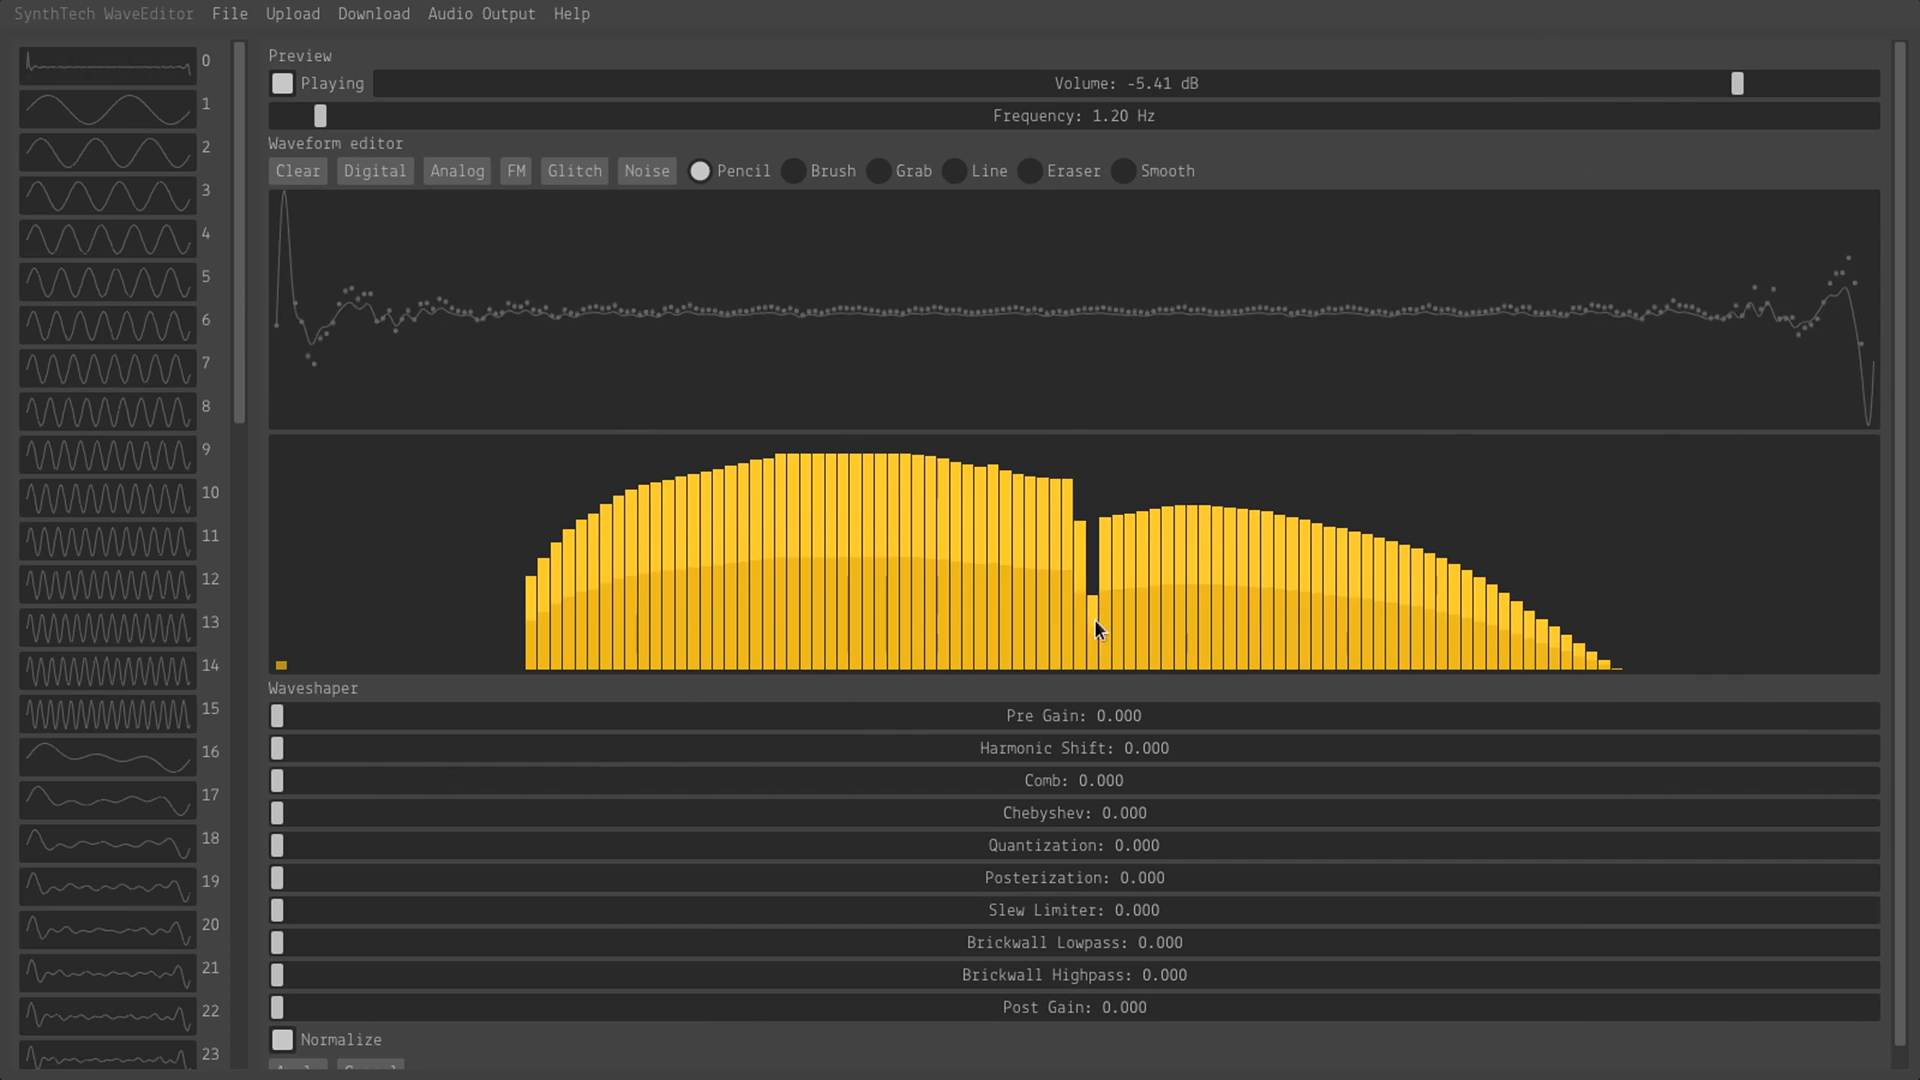 SynthTech WaveEditor File Upload Download Audio Output Help
Preview
Playing Volume: -5.41 dB
Frequency: 1.20 Hz
Waveform editor
Clear Digital Analog FM Glitch Noise Pencil Brush Grab Line Eraser Smooth
0
1
2
3
4
5
6
7
8
9
10
11
12
13
14
15
16
17
18
19
20
21
22
23
Waveshaper
Pre Gain: 0.000
Harmonic Shift: 0.000
Comb: 0.000
Chebyshev: 0.000
Quantization: 0.000
Posterization: 0.000
Slew Limiter: 0.000
Brickwall Lowpass: 0.000
Brickwall Highpass: 0.000
Post Gain: 0.000
Normalize